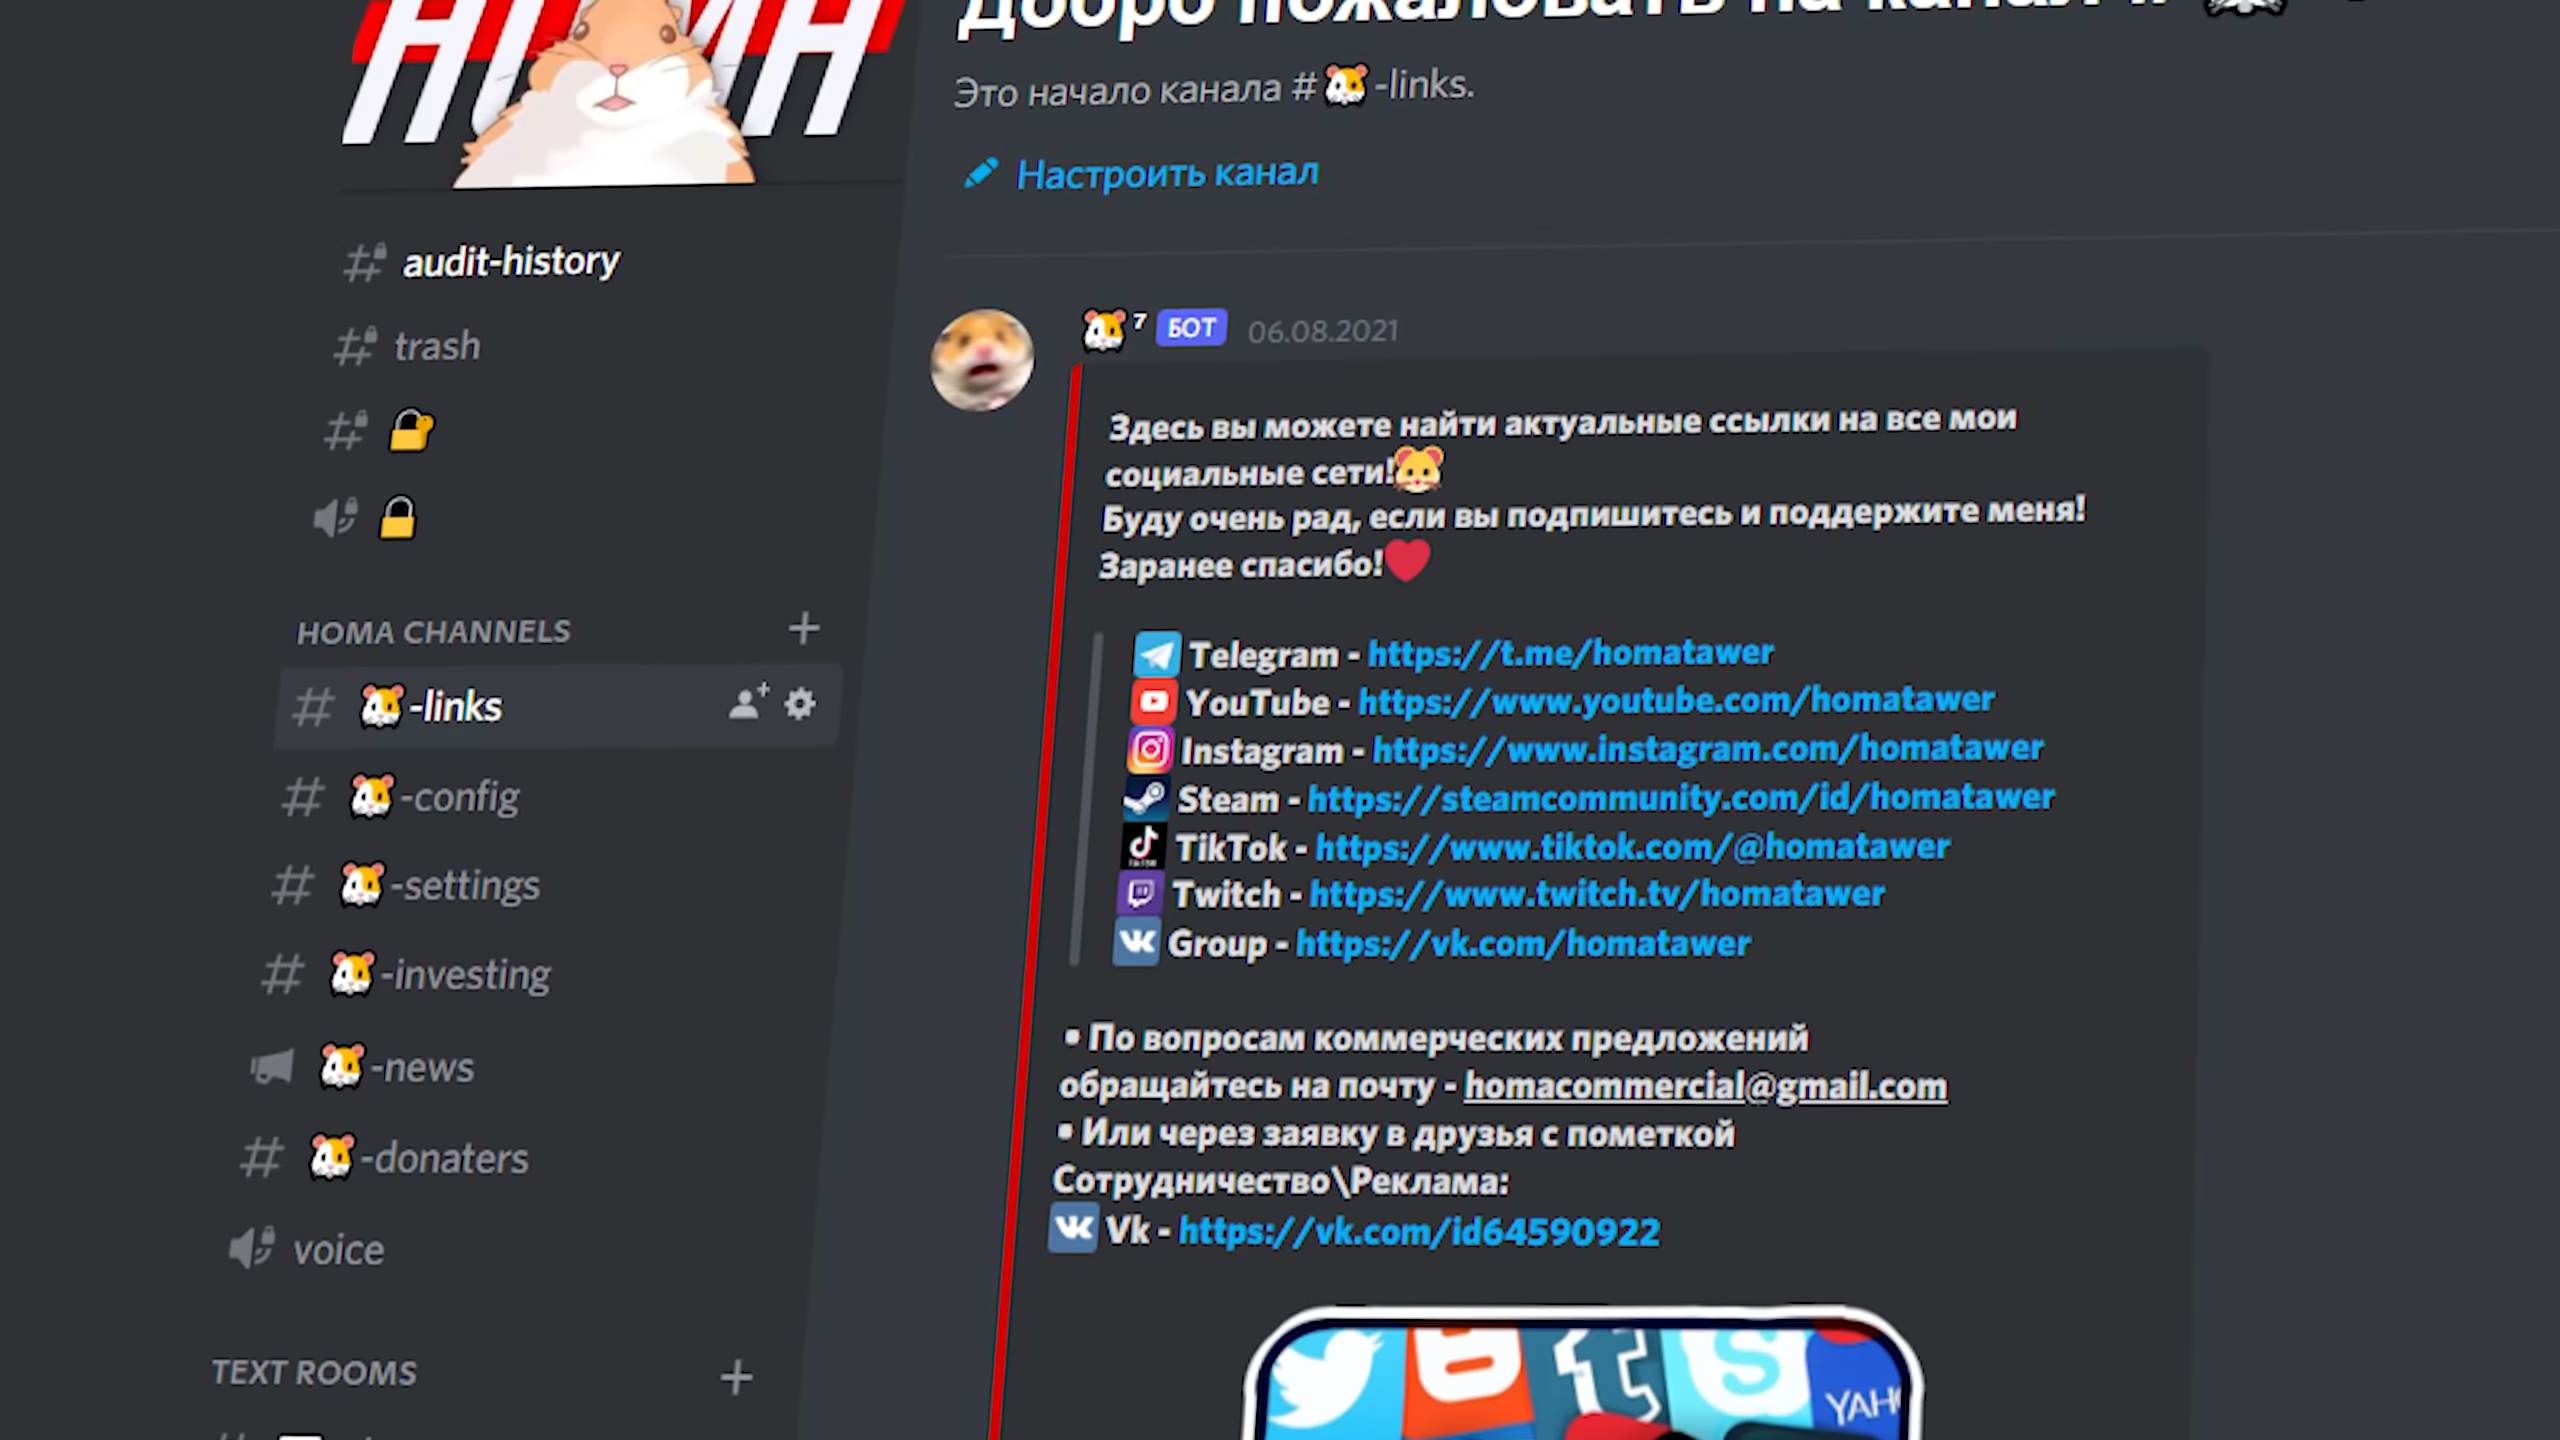 Добро пожаловать на канал #
Это начало канала # -links.
Настроить канал
audit-history
trash
HOMA CHANNELS
-links
-config
-settings
-investing
-news
-donaters
voice
TEXT ROOMS
7 БОТ 06.08.2021
Здесь вы можете найти актуальные ссылки на все мои
социальные сети!
Буду очень рад, если вы подпишитесь и поддержите меня!
Заранее спасибо!
Telegram - https://t.me/homatawer
YouTube - https://www.youtube.com/homatawer
Instagram - https://www.instagram.com/homatawer
Steam - https://steamcommunity.com/id/homatawer
TikTok - https://www.tiktok.com/@homatawer
Twitch - https://www.twitch.tv/homatawer
Group - https://vk.com/homatawer
• По вопросам коммерческих предложений
обращайтесь на почту - homacommercial@gmail.com
• Или через заявку в друзья с пометкой
Сотрудничество\Реклама:
Vk - https://vk.com/id64590922